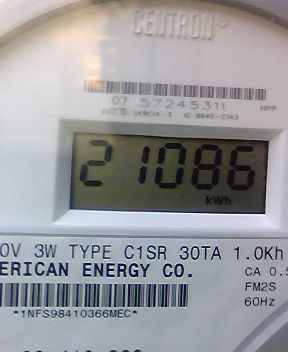 CENTRON®
07 57245311
21086
kWh
0V 3W TYPE C1SR 30TA 1.0Kh
ERICAN ENERGY CO.
CA 0.5
FM2S
60Hz
*1NFS98410366MEC*